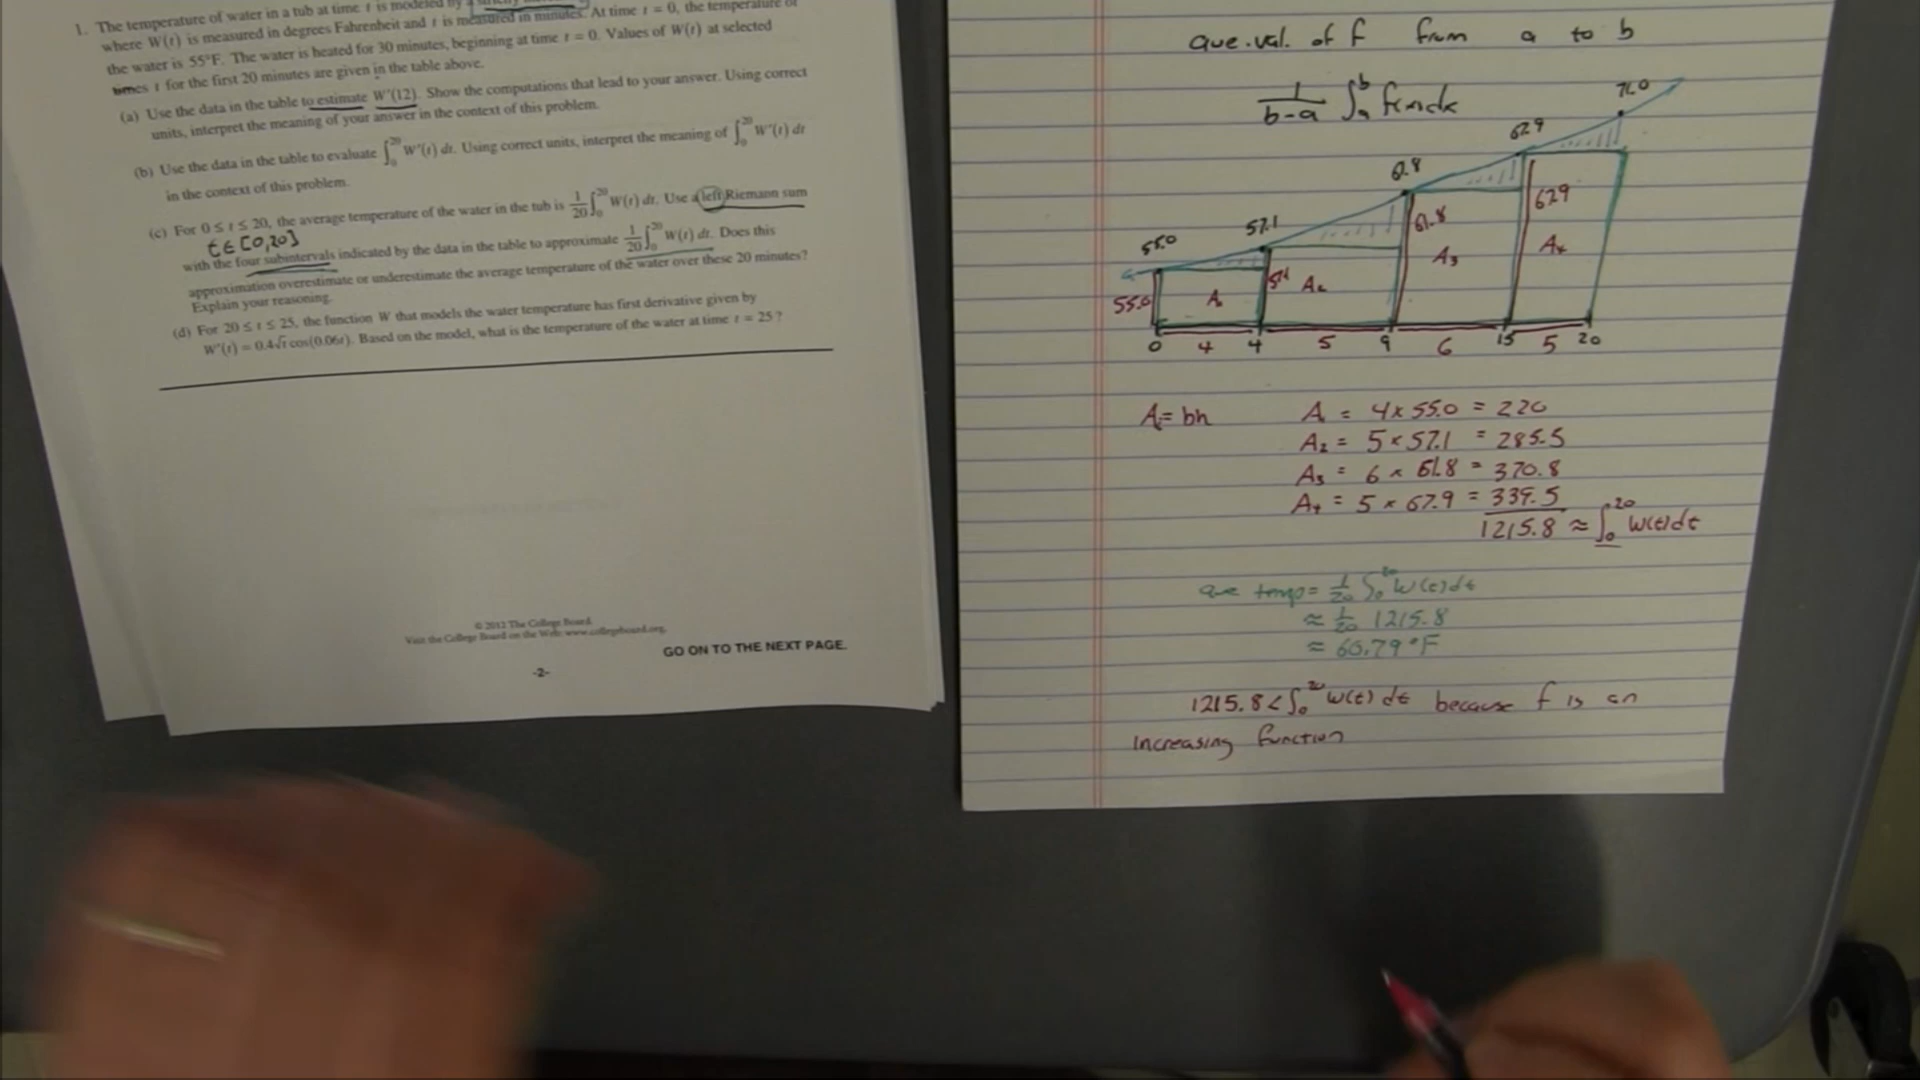 1. The temperature of water in a tub at time t is modeled by a strictly
where W(t) is measured in degrees Fahrenheit and t is measured in minutes. At time t = 0, the temperature of
the water is 55°F. The water is heated for 30 minutes, beginning at time t = 0. Values of W(t) at selected
times t for the first 20 minutes are given in the table above.
(a) Use the data in the table to estimate W'(12). Show the computations that lead to your answer. Using correct
units, interpret the meaning of your answer in the context of this problem.
(b) Use the data in the table to evaluate ∫₀²⁰ W'(t) dt. Using correct units, interpret the meaning of ∫₀²⁰ W'(t) dt
in the context of this problem.
(c) For 0 ≤ t ≤ 20, the average temperature of the water in the tub is 1/20 ∫₀²⁰ W(t) dt. Use a left Riemann sum
t∈[0,20]
with the four subintervals indicated by the data in the table to approximate 1/20 ∫₀²⁰ W(t) dt. Does this
approximation overestimate or underestimate the average temperature of the water over these 20 minutes?
Explain your reasoning.
(d) For 20 ≤ t ≤ 25, the function W that models the water temperature has first derivative given by
W'(t) = 0.4√t cos(0.06t). Based on the model, what is the temperature of the water at time t = 25?
© 2012 The College Board.
Visit the College Board on the Web: www.collegeboard.org.
GO ON TO THE NEXT PAGE.
-2-
ave.val. of f from a to b
1/(b-a) ∫ₐᵇ f(x)dx
71.0
67.9
61.8
57.1
55.0
61.8
67.9
55.0
A₁
57.1
A₂
A₃
A₄
0 4 4 5 9 6 15 5 20
A = bh
A₁ = 4 x 55.0 = 220
A₂ = 5 x 57.1 = 285.5
A₃ = 6 x 61.8 = 370.8
A₄ = 5 x 67.9 = 339.5
1215.8 ≈ ∫₀²⁰ W(t)dt
ave temp = 1/20 ∫₀²⁰ W(t)dt
≈ 1/20 1215.8
≈ 60.79°F
1215.8 < ∫₀²⁰ W(t) dt because f is an
increasing function